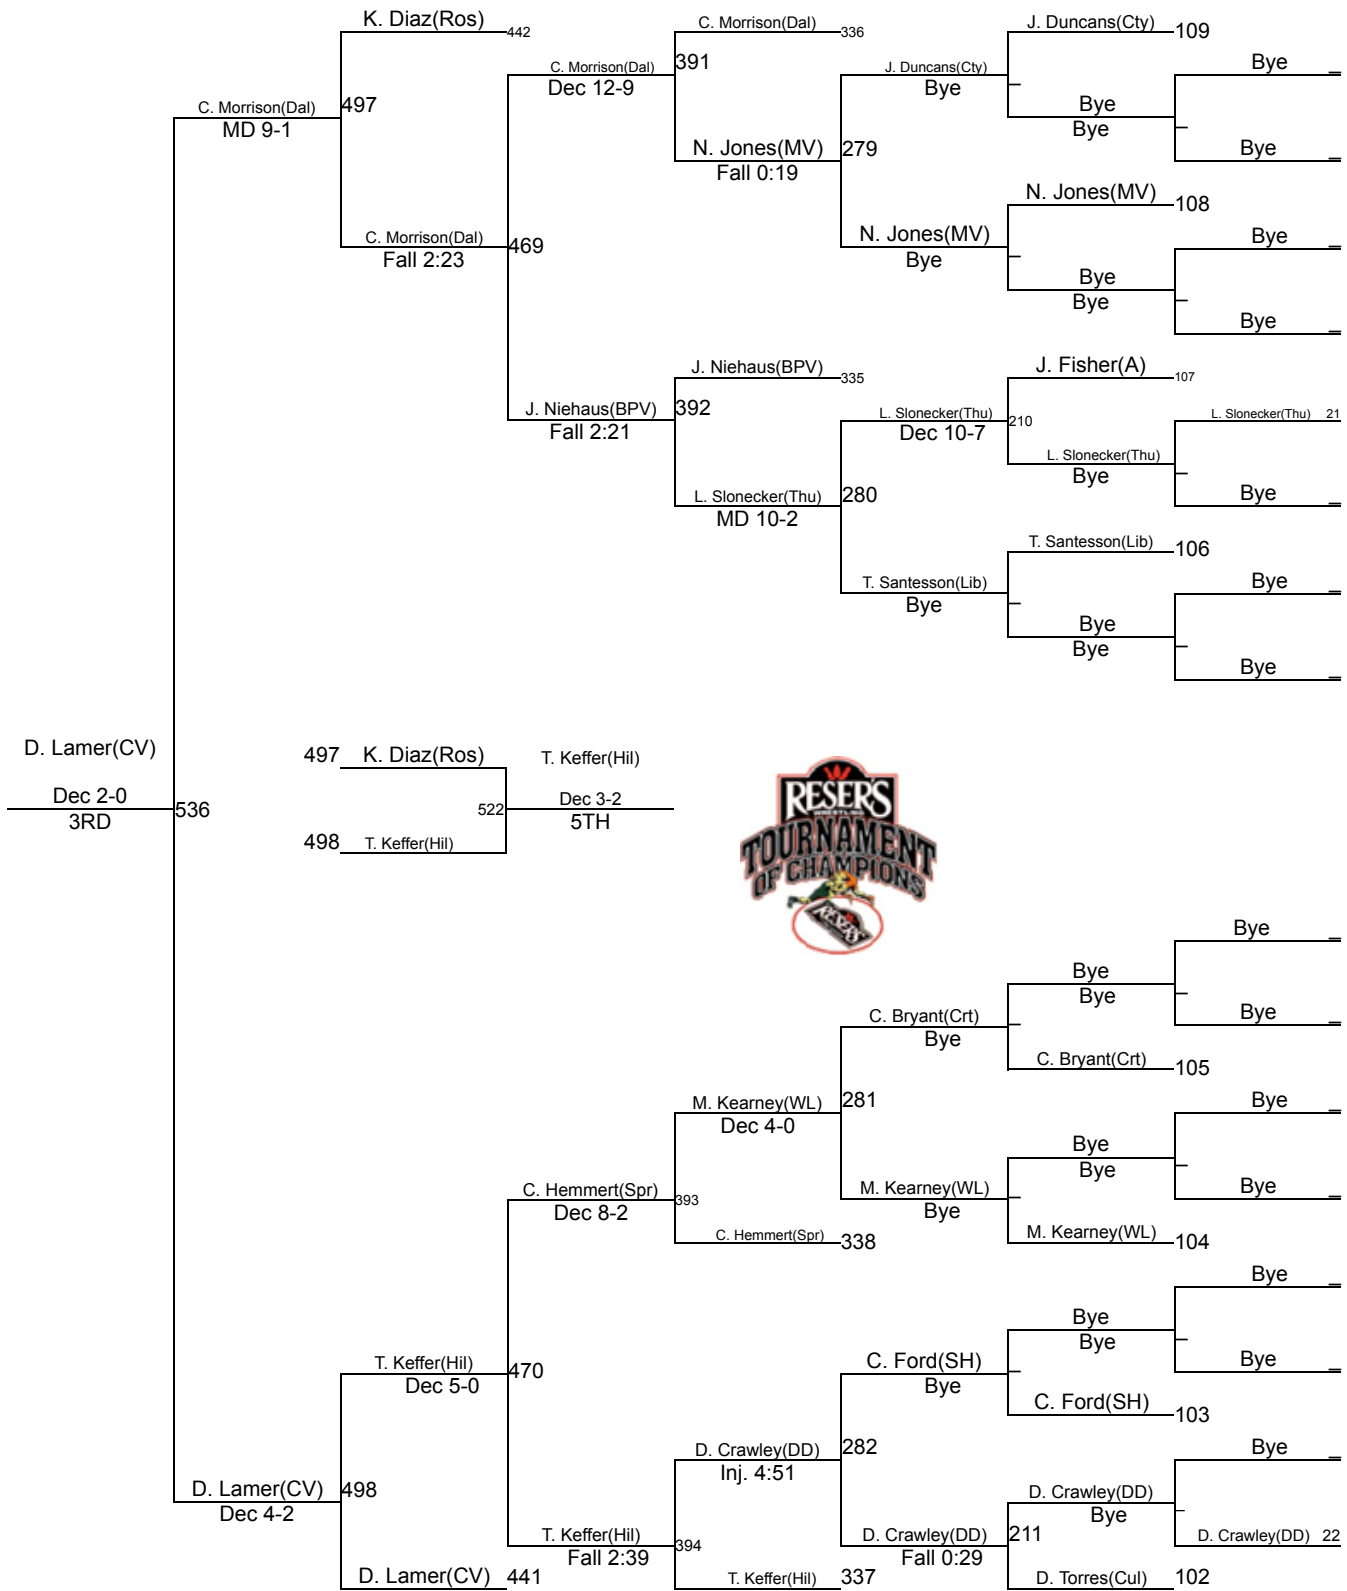 K. Diaz(Ros) 442
C. Morrison(Dal) 336
J. Duncans(Cty) 109
C. Morrison(Dal) 391
Dec 12-9
J. Duncans(Cty)
Bye
Bye _
C. Morrison(Dal) 497
MD 9-1
Bye
Bye
_
_
N. Jones(MV) 279
Fall 0:19
Bye _
N. Jones(MV) 108
C. Morrison(Dal) 469
Fall 2:23
N. Jones(MV)
Bye
Bye _
_
Bye
Bye
_
Bye _
J. Niehaus(BPV) 335
J. Fisher(A) 107
J. Niehaus(BPV) 392
Fall 2:21
L. Slonecker(Thu) 210
Dec 10-7
L. Slonecker(Thu) 21
L. Slonecker(Thu)
Bye
_
L. Slonecker(Thu) 280
MD 10-2
Bye _
T. Santesson(Lib) 106
T. Santesson(Lib)
Bye
Bye _
_
Bye
Bye
_
Bye _
D. Lamer(CV)
Dec 2-0
3RD
536
497 K. Diaz(Ros)
T. Keffer(Hil)
522
Dec 3-2
5TH
498 T. Keffer(Hil)
RESER'S
WRESTLING
TOURNAMENT
OF CHAMPIONS
RESER'S
Bye _
Bye
Bye
_
C. Bryant(Crt)
Bye
_
Bye _
C. Bryant(Crt) 105
M. Kearney(WL) 281
Dec 4-0
Bye _
Bye
Bye
_
C. Hemmert(Spr) 393
Dec 8-2
M. Kearney(WL)
Bye
_
Bye _
C. Hemmert(Spr) 338
M. Kearney(WL) 104
Bye _
Bye
Bye
_
T. Keffer(Hil) 470
Dec 5-0
C. Ford(SH)
Bye
_
Bye _
C. Ford(SH) 103
D. Crawley(DD) 282
Inj. 4:51
Bye _
D. Lamer(CV) 498
Dec 4-2
D. Crawley(DD)
Bye
_
T. Keffer(Hil) 394
Fall 2:39
D. Crawley(DD) 211
Fall 0:29
D. Crawley(DD) 22
D. Lamer(CV) 441
T. Keffer(Hil) 337
D. Torres(Cul) 102